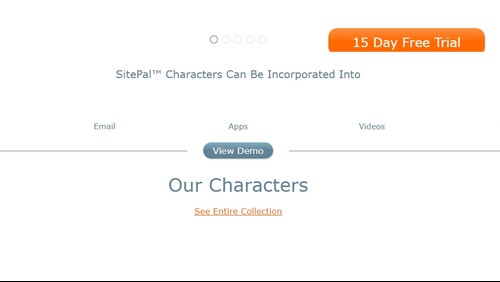 15 Day Free Trial
SitePal™ Characters Can Be Incorporated Into
Email Apps Videos
View Demo
Our Characters
See Entire Collection